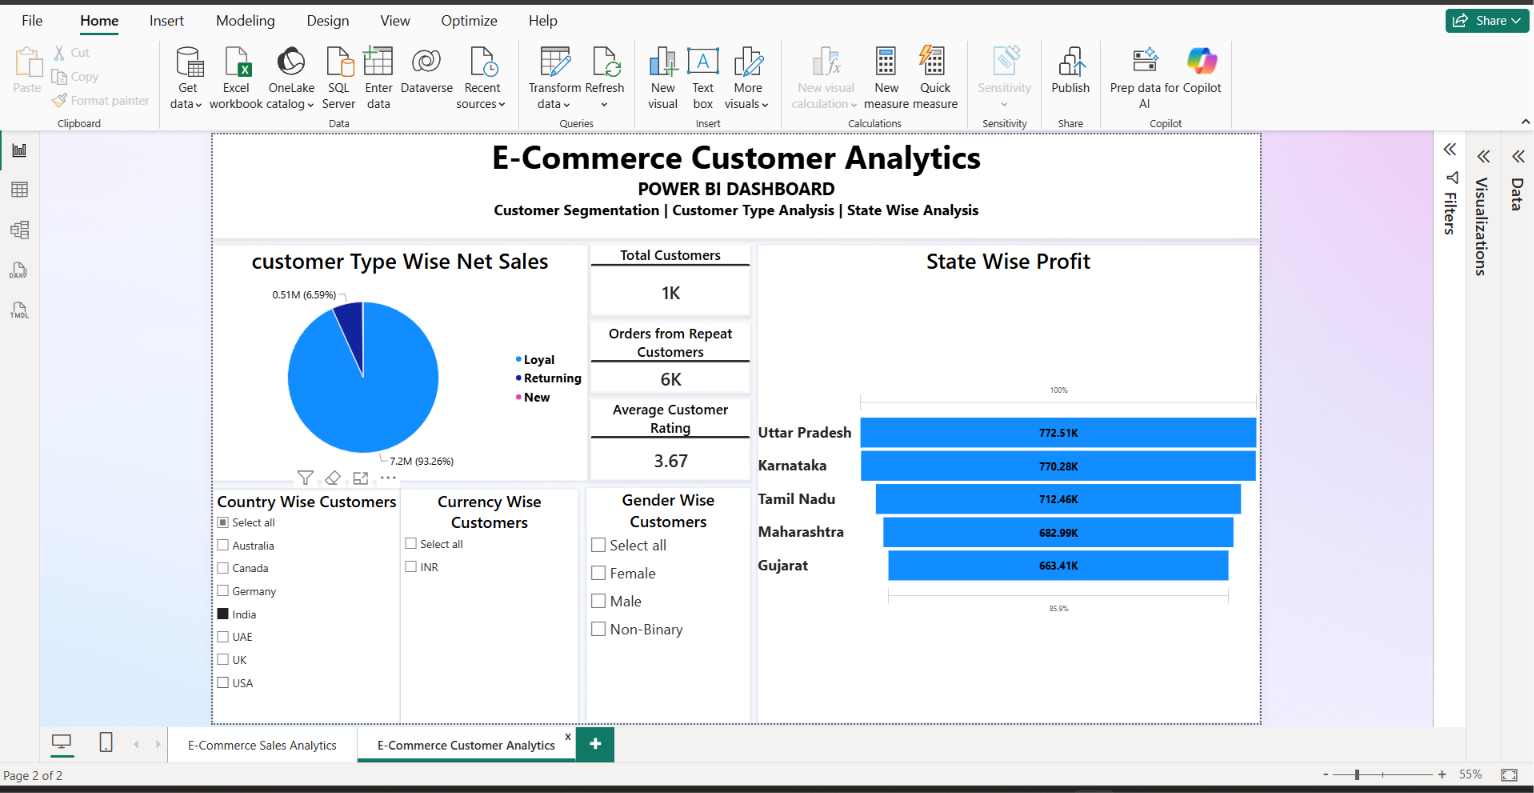 File Home Insert Modeling Design View Optimize Help Share
Paste
Cut
Copy
Format painter
Clipboard
Get data
Excel workbook
OneLake catalog
SQL Server
Enter data
Dataverse
Recent sources
Data
Transform data
Refresh
Queries
New visual
Text box
More visuals
Insert
New visual calculation
New measure
Quick measure
Calculations
Sensitivity
Sensitivity
Publish
Share
Prep data for AI
Copilot
Copilot
DAX
TMDL
E-Commerce Customer Analytics
POWER BI DASHBOARD
Customer Segmentation | Customer Type Analysis | State Wise Analysis
customer Type Wise Net Sales
0.51M (6.59%)
7.2M (93.26%)
Loyal
Returning
New
Total Customers
1K
Orders from Repeat
Customers
6K
Average Customer
Rating
3.67
State Wise Profit
100%
Uttar Pradesh 772.51K
Karnataka 770.28K
Tamil Nadu 712.46K
Maharashtra 682.99K
Gujarat 663.41K
85.9%
Country Wise Customers
Select all
Australia
Canada
Germany
India
UAE
UK
USA
Currency Wise
Customers
Select all
INR
Gender Wise
Customers
Select all
Female
Male
Non-Binary
Filters
Visualizations
Data
E-Commerce Sales Analytics
E-Commerce Customer Analytics x
+
Page 2 of 2
- + 55%